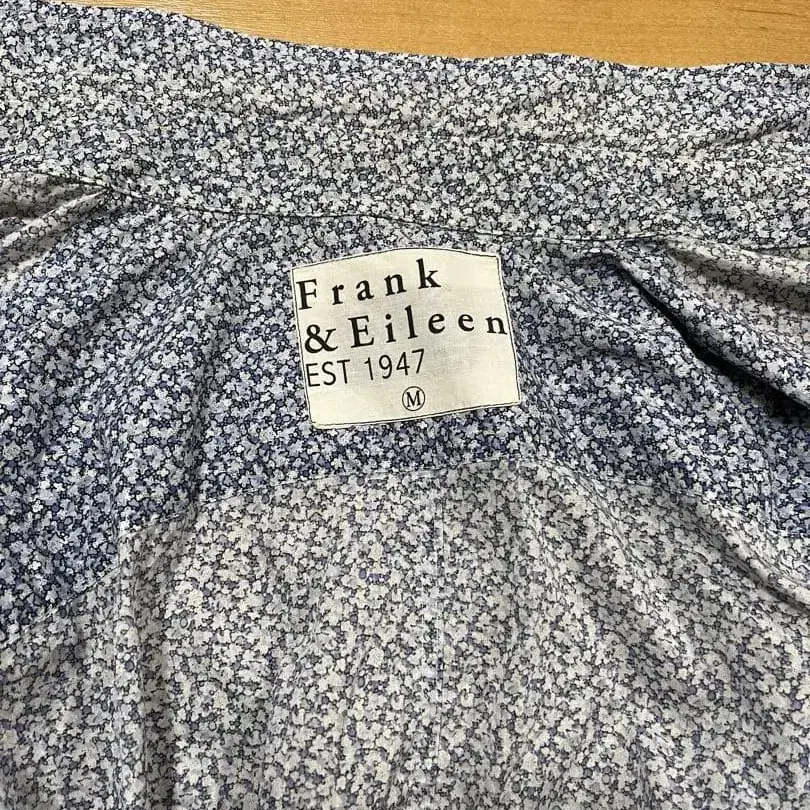 Frank
&Eileen
EST 1947
M